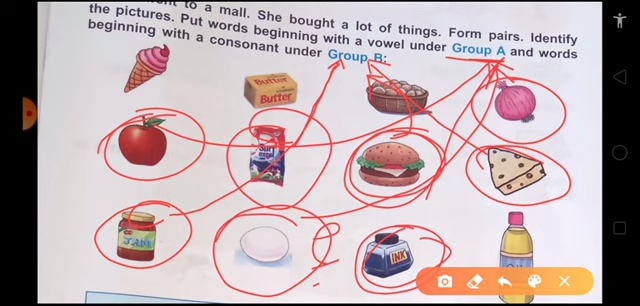 to a mall. She bought a lot of things. Form pairs. Identify
the pictures. Put words beginning with a vowel under Group A and words
beginning with a consonant under Group B:
Butter
Butter
Surf
JAM
INK